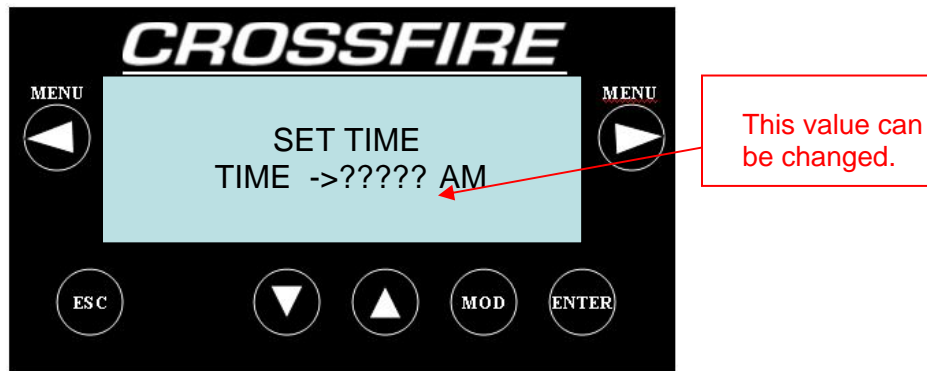 CROSSFIRE
MENU
MENU
SET TIME
TIME ->????? AM
This value can
be changed.
ESC
MOD
ENTER